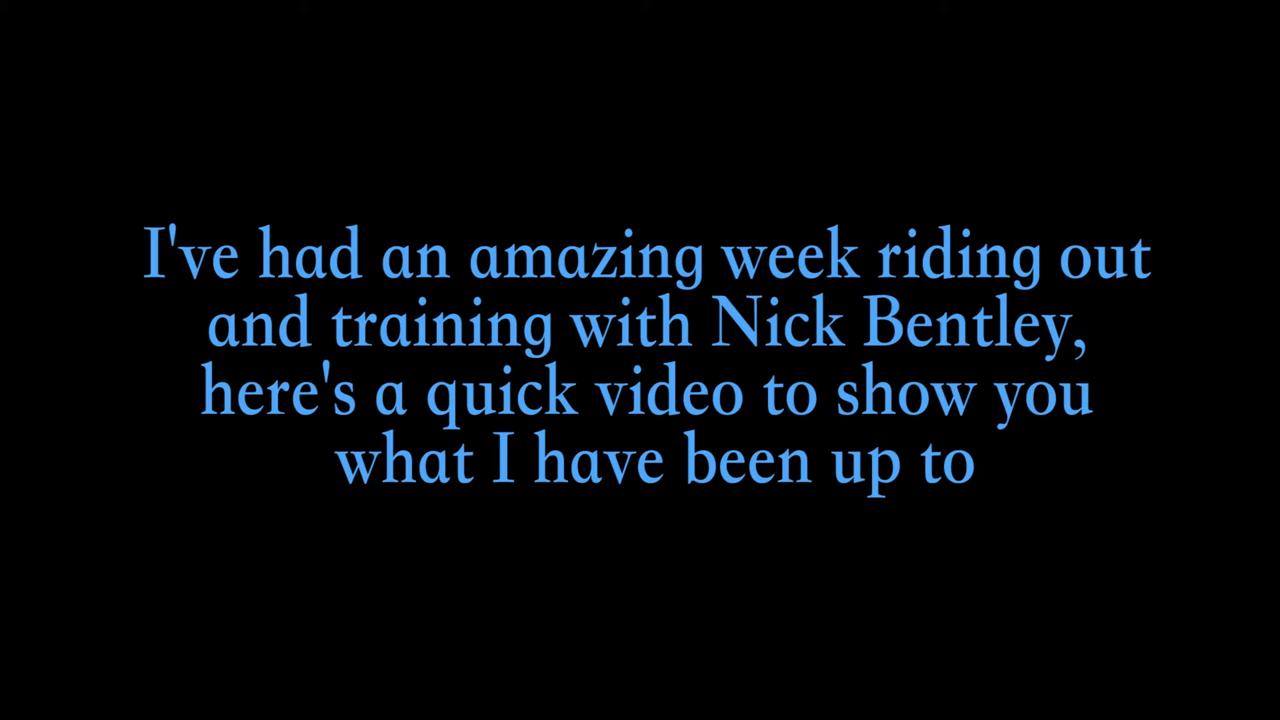 I've had an amazing week riding out
and training with Nick Bentley,
here's a quick video to show you
what I have been up to